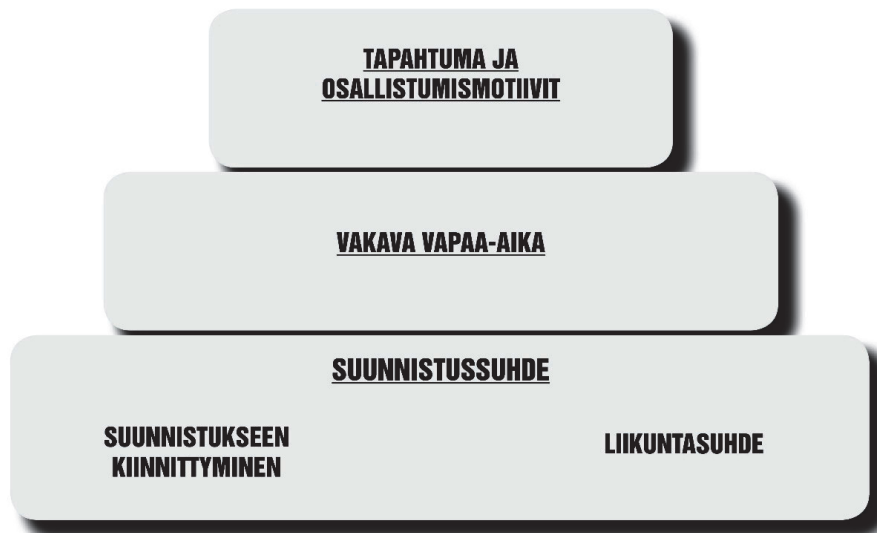 TAPAHTUMA JA
OSALLISTUMISMOTIIVIT
VAKAVA VAPAA-AIKA
SUUNNISTUSSUHDE
SUUNNISTUKSEEN
KIINNITTYMINEN
LIIKUNTASUHDE